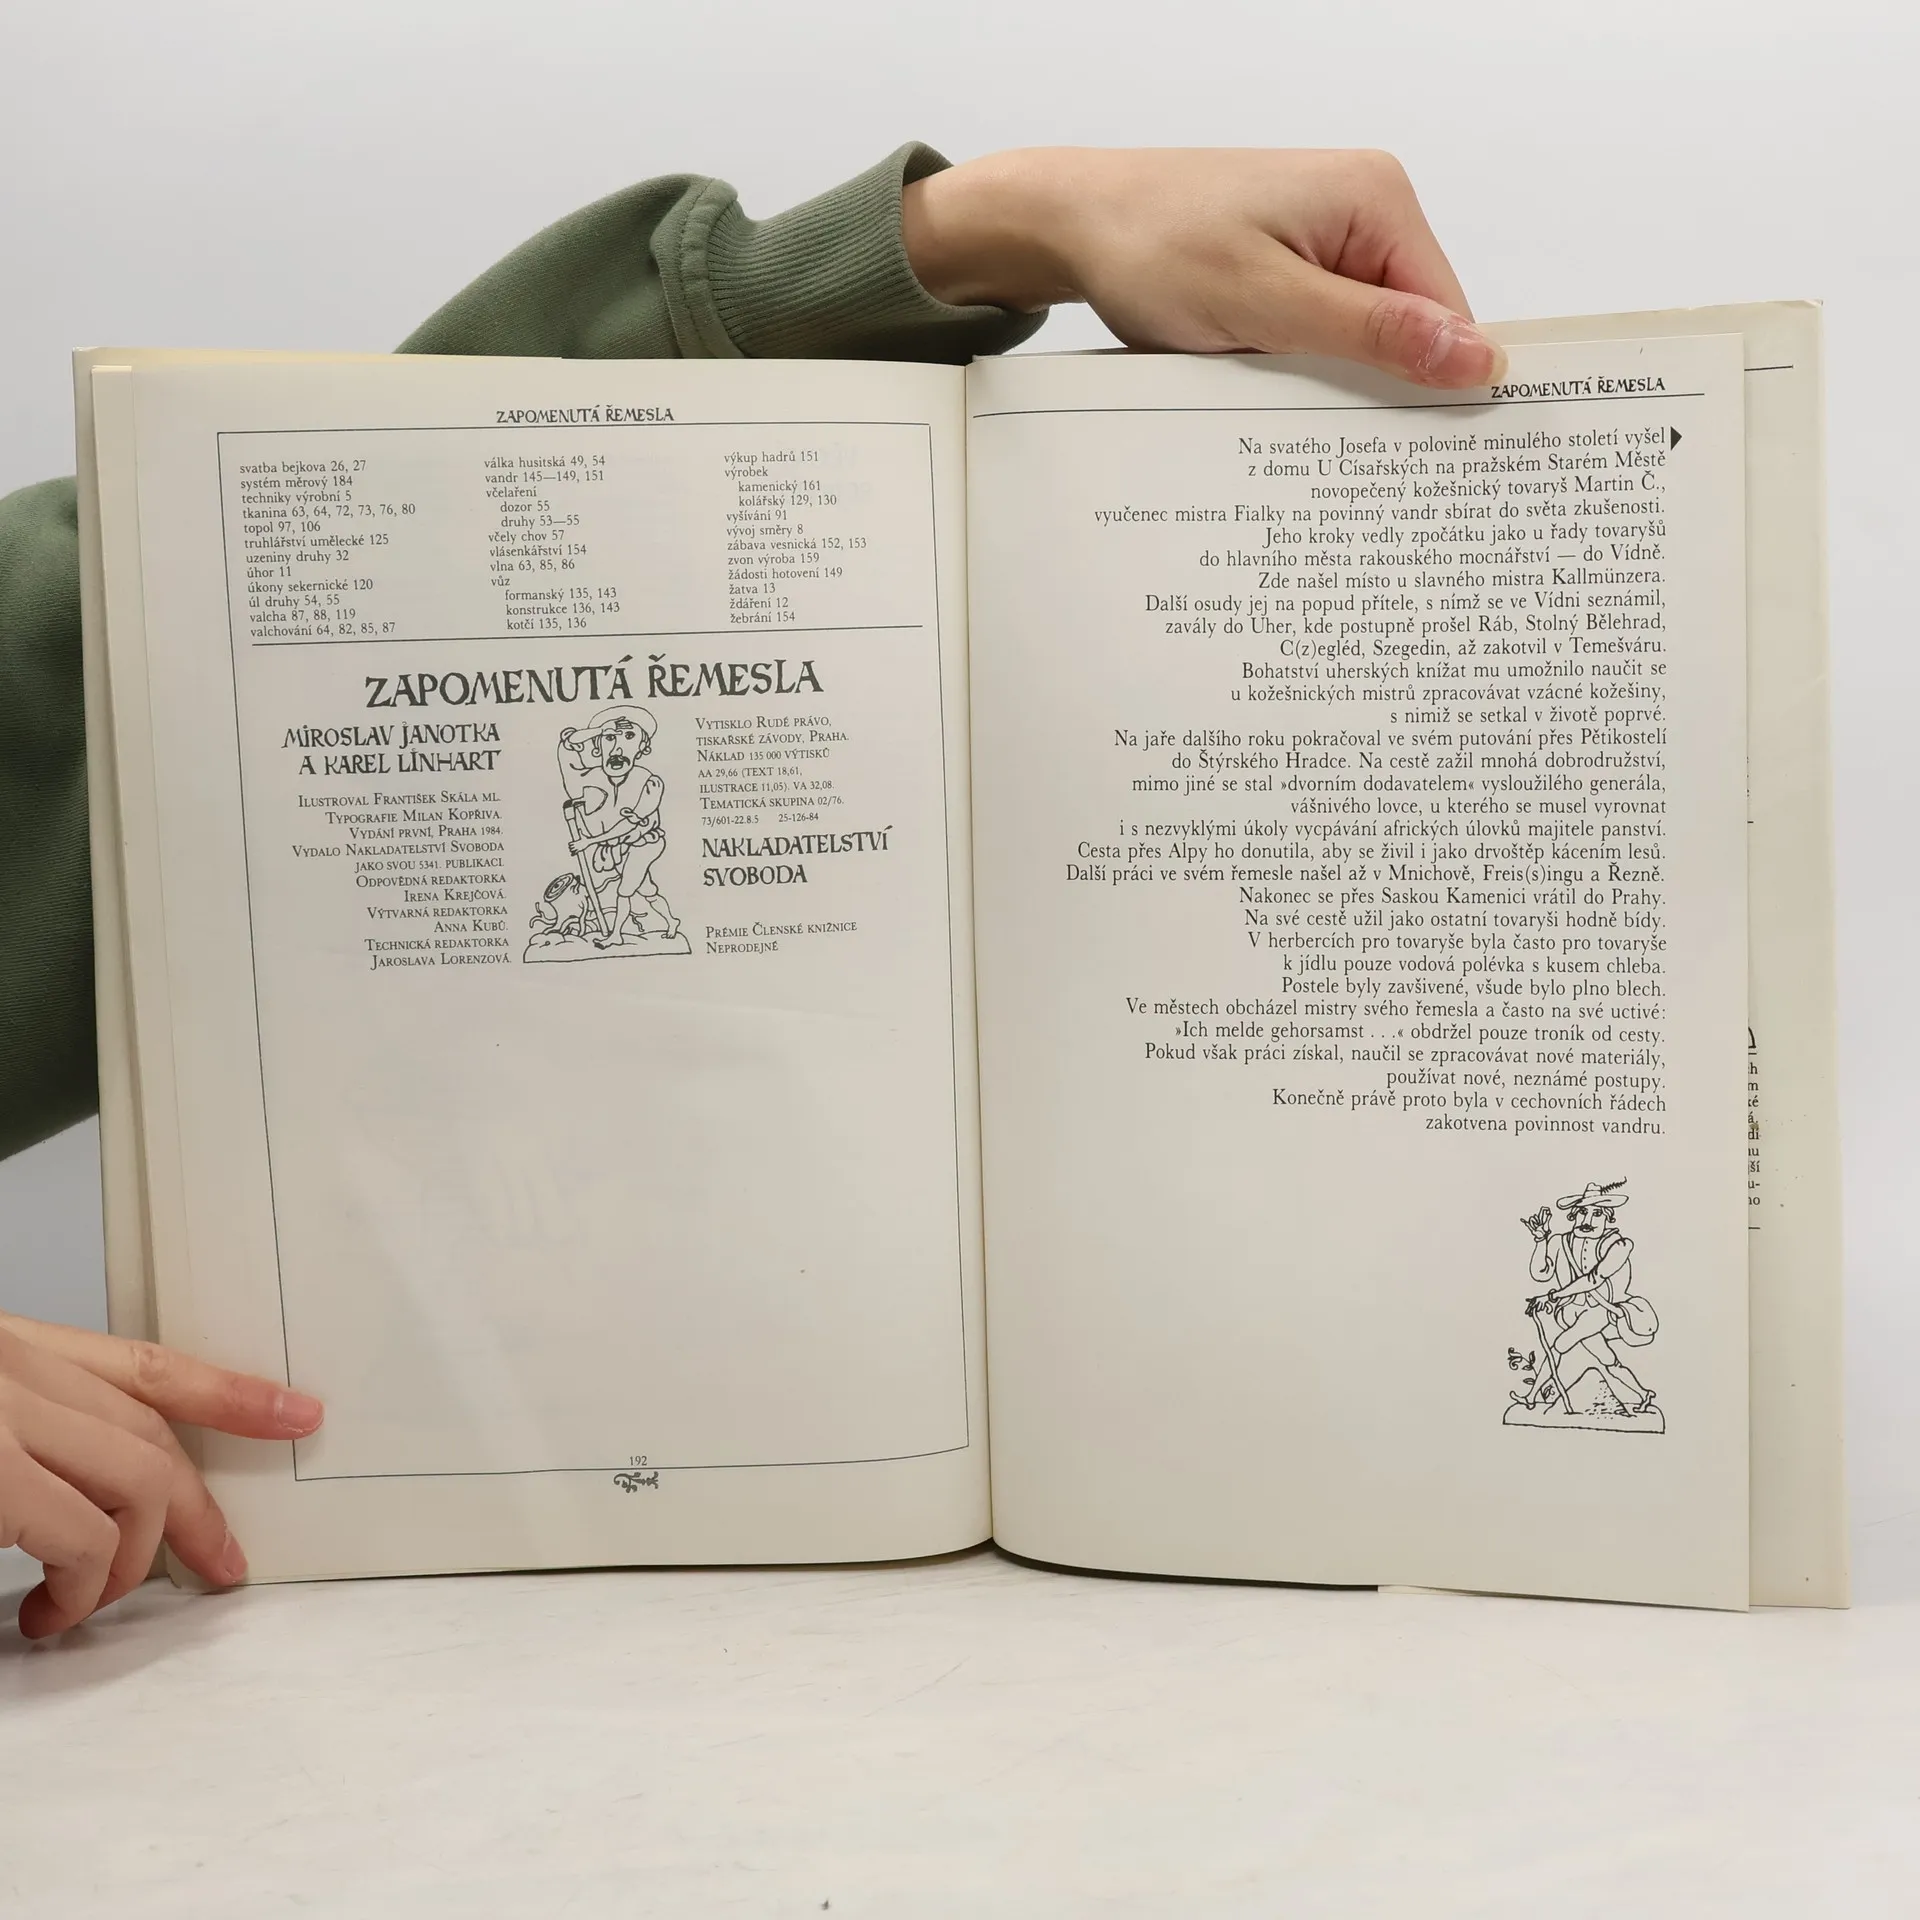 ZAPOMENUTÁ ŘEMESLA
svatba bejkova 26, 27
systém měrový 184
techniky výrobní 5
tkanina 63, 64, 72, 73, 76, 80
topol 97, 106
truhlářství umělecké 125
uzeniny druhy 32
úhor 11
úkony sekernické 120
úl druhy 54, 55
valcha 87, 88, 119
valchování 64, 82, 85, 87
válka husitská 49, 54
vandr 145—149, 151
včelaření
dozor 55
druhy 53—55
včely chov 57
vlásenkářství 154
vlna 63, 85, 86
vůz
formanský 135, 143
konstrukce 136, 143
kotčí 135, 136
výkup hadrů 151
výrobek
kamenický 161
kolářský 129, 130
vyšívání 91
vývoj směry 8
zábava vesnická 152, 153
zvon výroba 159
žádosti hotovení 149
žatva 13
ždáření 12
žebrání 154
ZAPOMENUTÁ ŘEMESLA
MIROSLAV JANOTKA
A KAREL LINHART
ILUSTROVAL FRANTIŠEK SKÁLA ML.
TYPOGRAFIE MILAN KOPŘIVA.
VYDÁNÍ PRVNÍ, PRAHA 1984.
VYDALO NAKLADATELSTVÍ SVOBODA
JAKO SVOU 5341. PUBLIKACI.
ODPOVĚDNÁ REDAKTORKA
IRENA KREJČOVÁ.
VÝTVARNÁ REDAKTORKA
ANNA KUBŮ.
TECHNICKÁ REDAKTORKA
JAROSLAVA LORENZOVÁ.
VYTISKLO RUDÉ PRÁVO,
TISKAŘSKÉ ZÁVODY, PRAHA.
NÁKLAD 135 000 VÝTISKŮ
AA 29,66 (TEXT 18,61,
ILUSTRACE 11,05). VA 32,08.
TEMATICKÁ SKUPINA 02/76.
73/601-22.8.5 25-126-84
NAKLADATELSTVÍ
SVOBODA
PRÉMIE ČLENSKÉ KNIŽNICE
NEPRODEJNÉ
192
ZAPOMENUTÁ ŘEMESLA
Na svatého Josefa v polovině minulého století vyšel
z domu U Císařských na pražském Starém Městě
novopečený kožešnický tovaryš Martin Č.,
vyučenec mistra Fialky na povinný vandr sbírat do světa zkušenosti.
Jeho kroky vedly zpočátku jako u řady tovaryšů
do hlavního města rakouského mocnářství — do Vídně.
Zde našel místo u slavného mistra Kallmünzera.
Další osudy jej na popud přítele, s nímž se ve Vídni seznámil,
zavály do Uher, kde postupně prošel Ráb, Stolný Bělehrad,
C(z)egléd, Szegedin, až zakotvil v Temešváru.
Bohatství uherských knížat mu umožnilo naučit se
u kožešnických mistrů zpracovávat vzácné kožešiny,
s nimiž se setkal v životě poprvé.
Na jaře dalšího roku pokračoval ve svém putování přes Pětikostelí
do Štýrského Hradce. Na cestě zažil mnohá dobrodružství,
mimo jiné se stal »dvorním dodavatelem« vysloužilého generála,
vášnivého lovce, u kterého se musel vyrovnat
i s nezvyklými úkoly vycpávání afrických úlovků majitele panství.
Cesta přes Alpy ho donutila, aby se živil i jako drvoštěp kácením lesů.
Další práci ve svém řemesle našel až v Mnichově, Freis(s)ingu a Řezně.
Nakonec se přes Saskou Kamenici vrátil do Prahy.
Na své cestě užil jako ostatní tovaryši hodně bídy.
V herbercích pro tovaryše byla často pro tovaryše
k jídlu pouze vodová polévka s kusem chleba.
Postele byly zavšivené, všude bylo plno blech.
Ve městech obcházel mistry svého řemesla a často na své uctivé:
»Ich melde gehorsamst . . .« obdržel pouze troník od cesty.
Pokud však práci získal, naučil se zpracovávat nové materiály,
používat nové, neznámé postupy.
Konečně právě proto byla v cechovních řádech
zakotvena povinnost vandru.